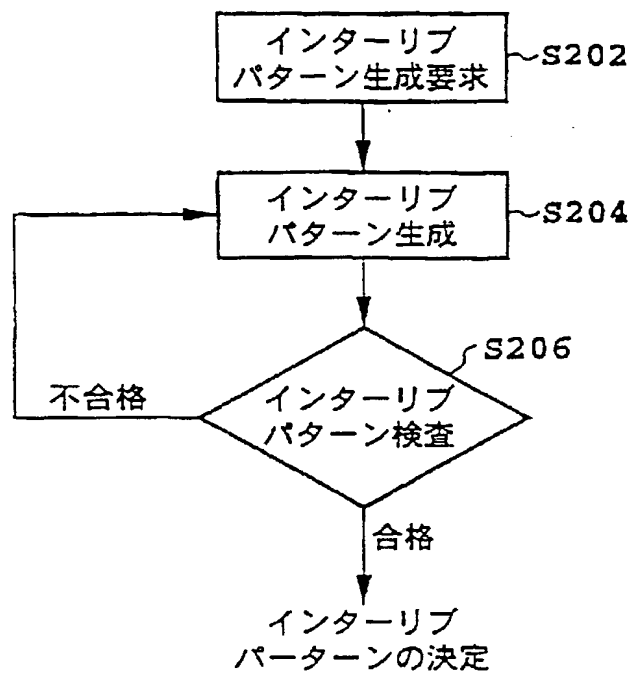 インターリブ
パターン生成要求
S202
インターリブ
パターン生成
S204
S206
インターリブ
パターン検査
不合格
合格
インターリブ
パーターンの決定